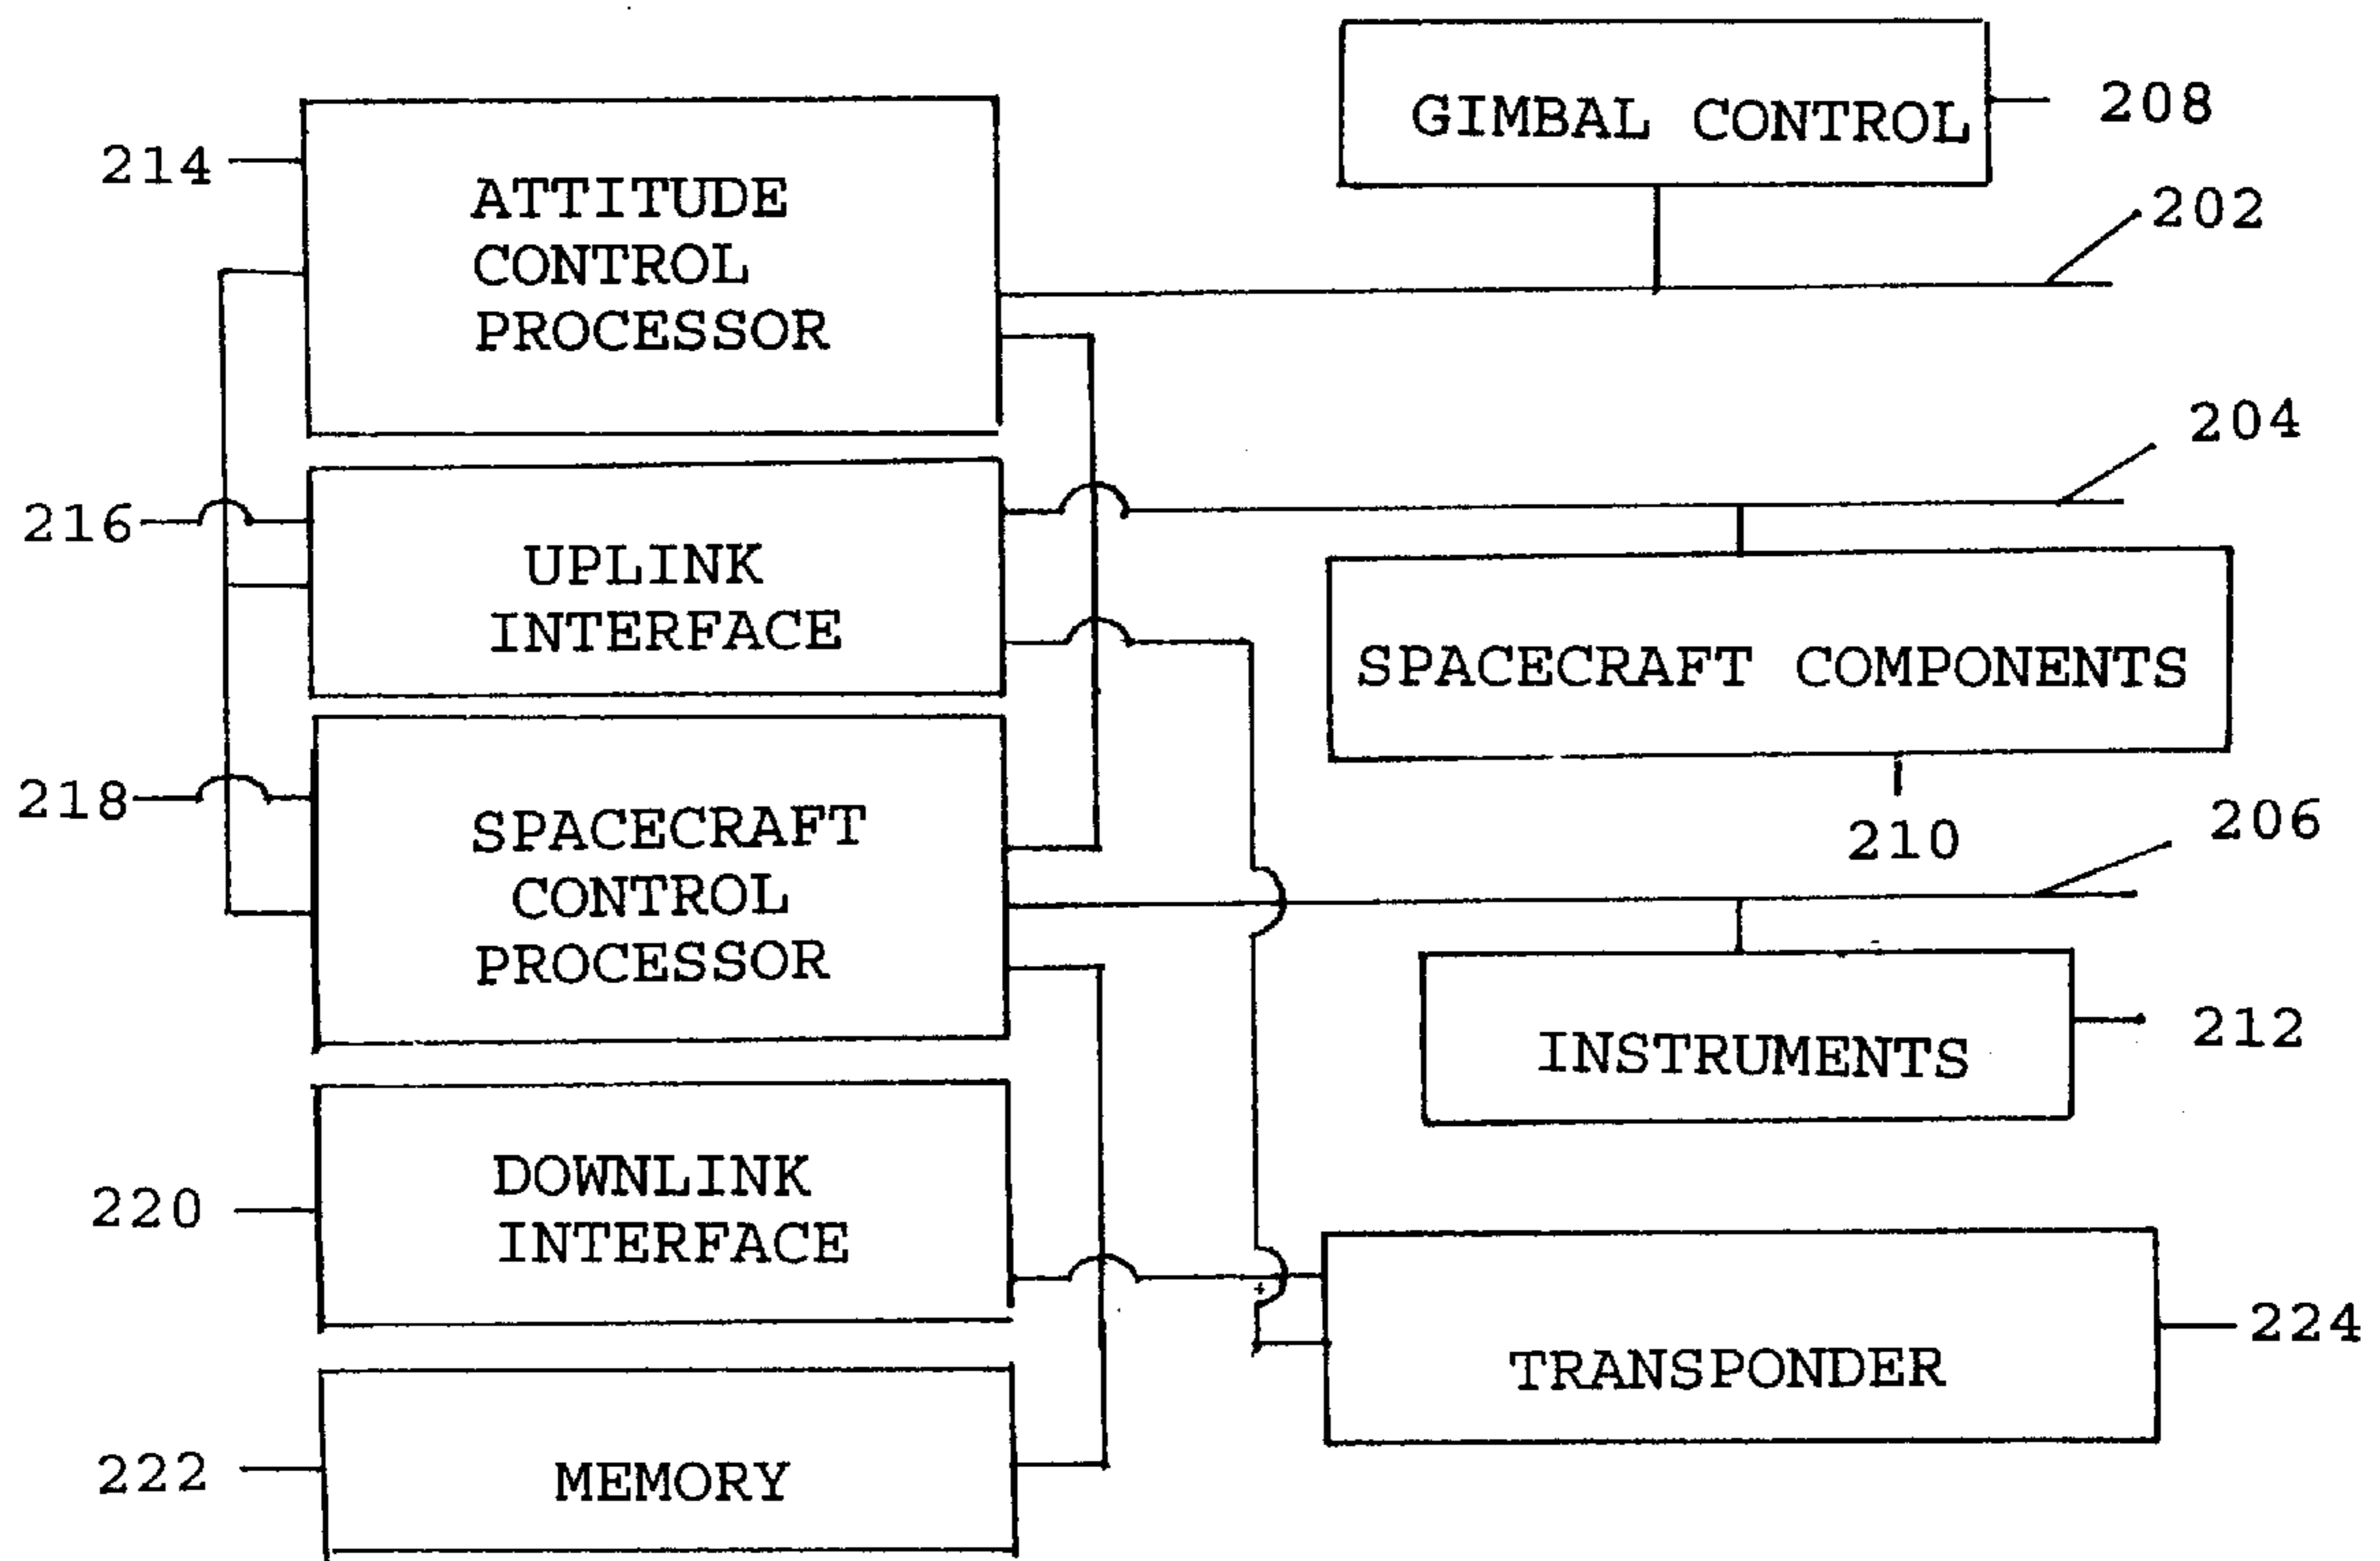 GIMBAL CONTROL
208
214
ATTITUDE
CONTROL
PROCESSOR
202
204
216
UPLINK
INTERFACE
SPACECRAFT COMPONENTS
210
218
SPACECRAFT
CONTROL
PROCESSOR
206
INSTRUMENTS
212
220
DOWNLINK
INTERFACE
TRANSPONDER
224
222
MEMORY